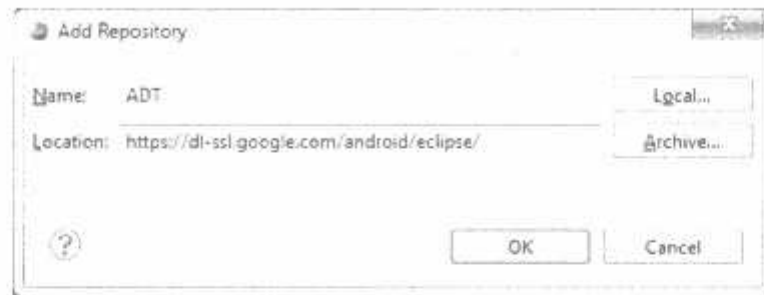 Add Repository
Name: ADT Local...
Location: https://dl-ssl.google.com/android/eclipse/ Archive...
? OK Cancel